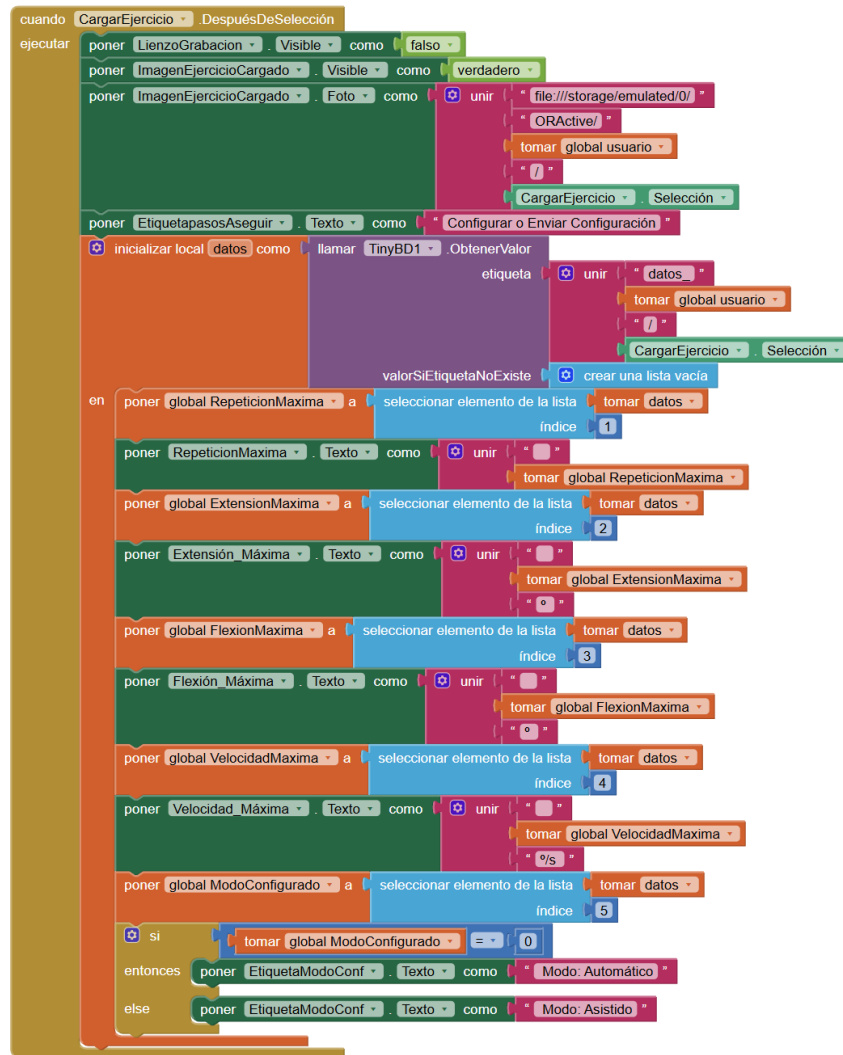 cuando CargarEjercicio .DespuésDeSelección
ejecutar poner LienzoGrabacion . Visible como falso
poner ImagenEjercicioCargado . Visible como verdadero
poner ImagenEjercicioCargado . Foto como unir " file:///storage/emulated/0/ "
" ORActive/ "
tomar global usuario
" / "
CargarEjercicio . Selección
poner EtiquetapasosAseguir . Texto como " Configurar o Enviar Configuración "
inicializar local datos como llamar TinyBD1 .ObtenerValor
etiqueta unir " datos_ "
tomar global usuario
" / "
CargarEjercicio . Selección
valorSiEtiquetaNoExiste crear una lista vacía
en poner global RepeticionMaxima a seleccionar elemento de la lista tomar datos
índice 1
poner RepeticionMaxima . Texto como unir " "
tomar global RepeticionMaxima
poner global ExtensionMaxima a seleccionar elemento de la lista tomar datos
índice 2
poner Extensión_Máxima . Texto como unir " "
tomar global ExtensionMaxima
" º "
poner global FlexionMaxima a seleccionar elemento de la lista tomar datos
índice 3
poner Flexión_Máxima . Texto como unir " "
tomar global FlexionMaxima
" º "
poner global VelocidadMaxima a seleccionar elemento de la lista tomar datos
índice 4
poner Velocidad_Máxima . Texto como unir " "
tomar global VelocidadMaxima
" º/s "
poner global ModoConfigurado a seleccionar elemento de la lista tomar datos
índice 5
si tomar global ModoConfigurado = 0
entonces poner EtiquetaModoConf . Texto como " Modo: Automático "
else poner EtiquetaModoConf . Texto como " Modo: Asistido "